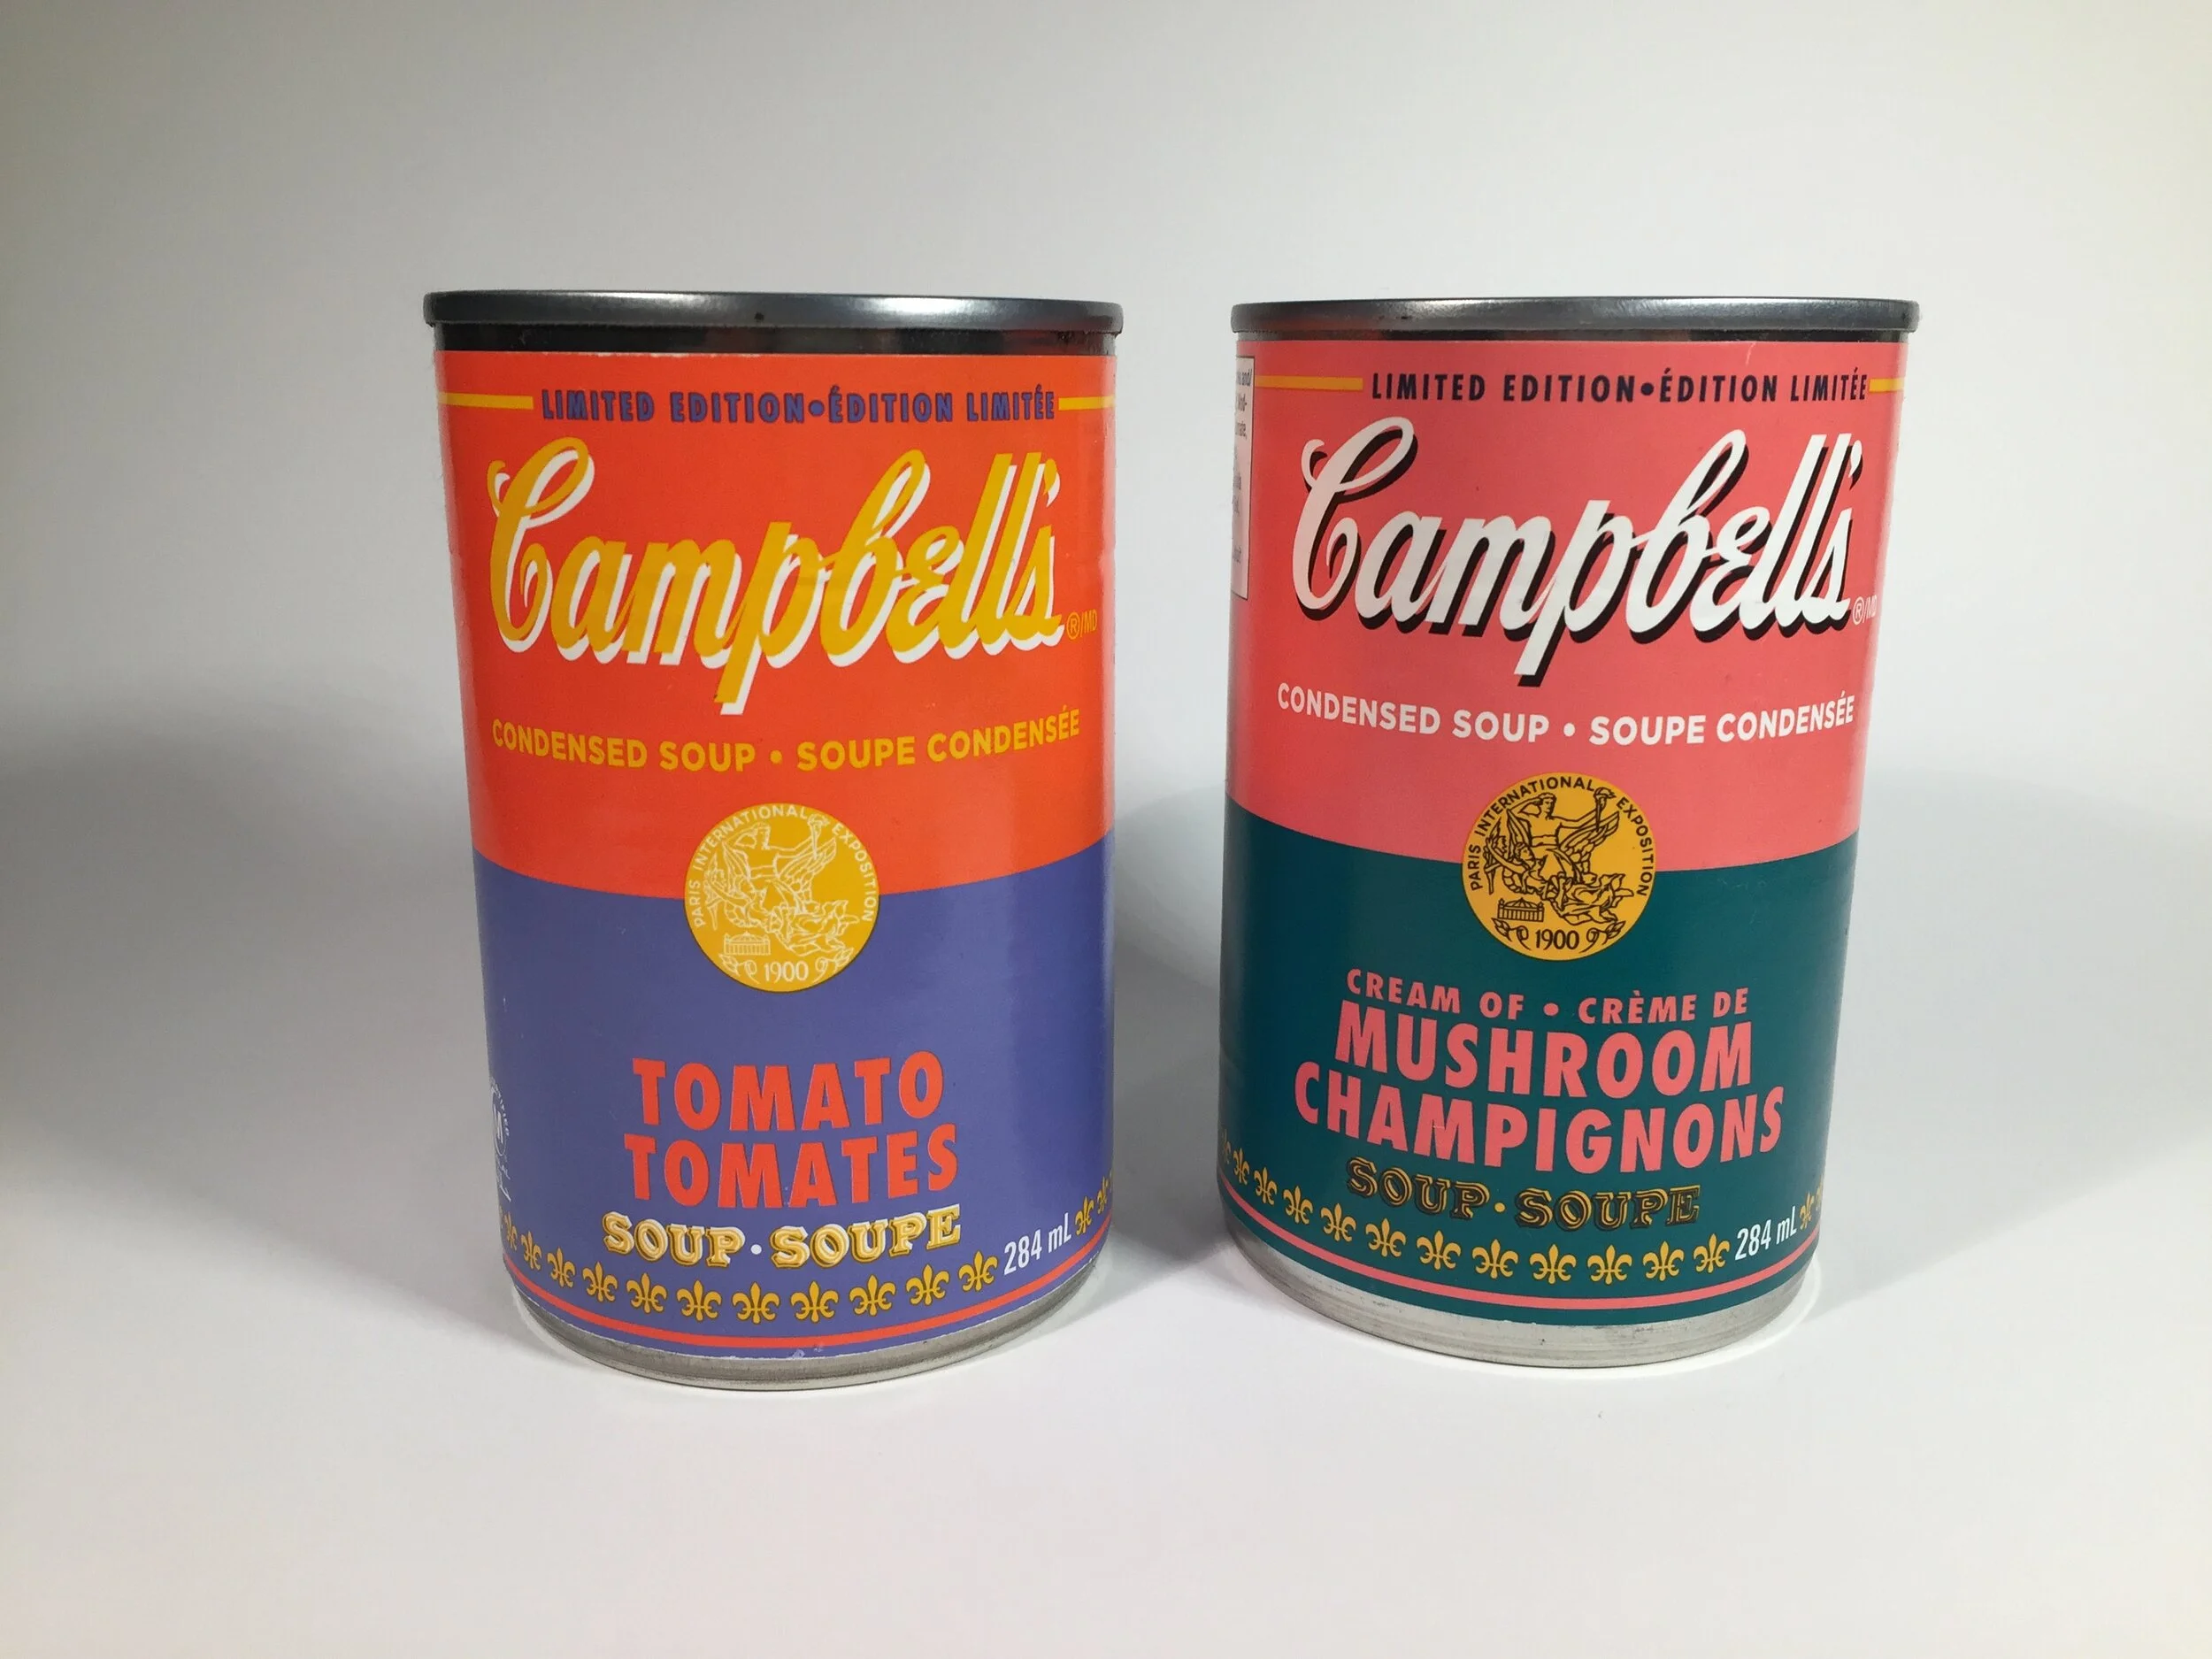 LIMITED EDITION•ÉDITION LIMITÉE
Campbell's
®/MD
CONDENSED SOUP • SOUPE CONDENSÉE
PARIS INTERNATIONAL EXPOSITION
1900
TOMATO
TOMATES
SOUP•SOUPE
284 mL
LIMITED EDITION•ÉDITION LIMITÉE
Campbell's
®/MD
CONDENSED SOUP • SOUPE CONDENSÉE
PARIS INTERNATIONAL EXPOSITION
1900
CREAM OF • CRÈME DE
MUSHROOM
CHAMPIGNONS
SOUP•SOUPE
284 mL